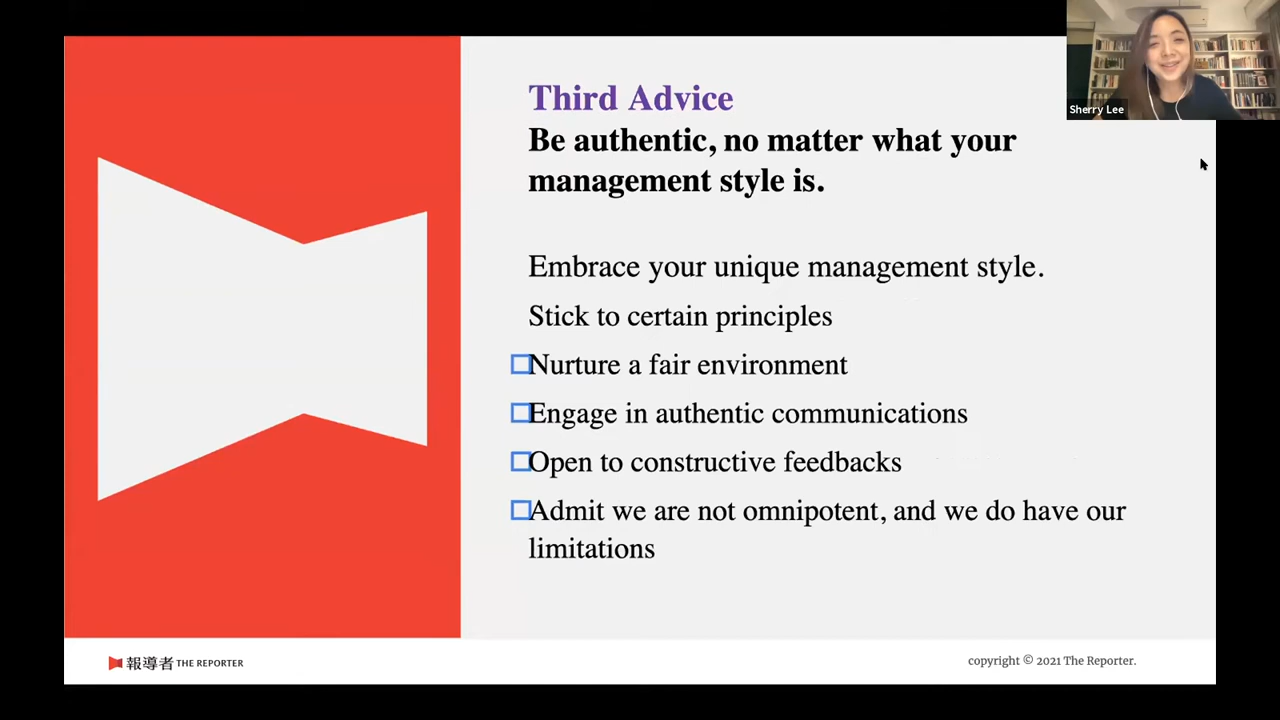 Sherry Lee
Third Advice
Be authentic, no matter what your
management style is.
Embrace your unique management style.
Stick to certain principles
Nurture a fair environment
Engage in authentic communications
Open to constructive feedbacks
Admit we are not omnipotent, and we do have our
limitations
報導者 THE REPORTER
copyright © 2021 The Reporter.